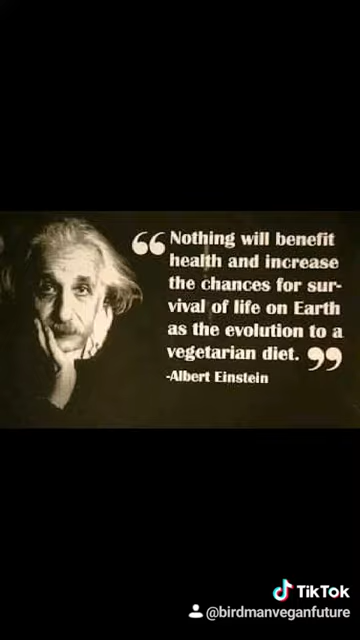 “ Nothing will benefit
health and increase
the chances for sur-
vival of life on Earth
as the evolution to a
vegetarian diet. ”
-Albert Einstein
TikTok
@birdmanveganfuture